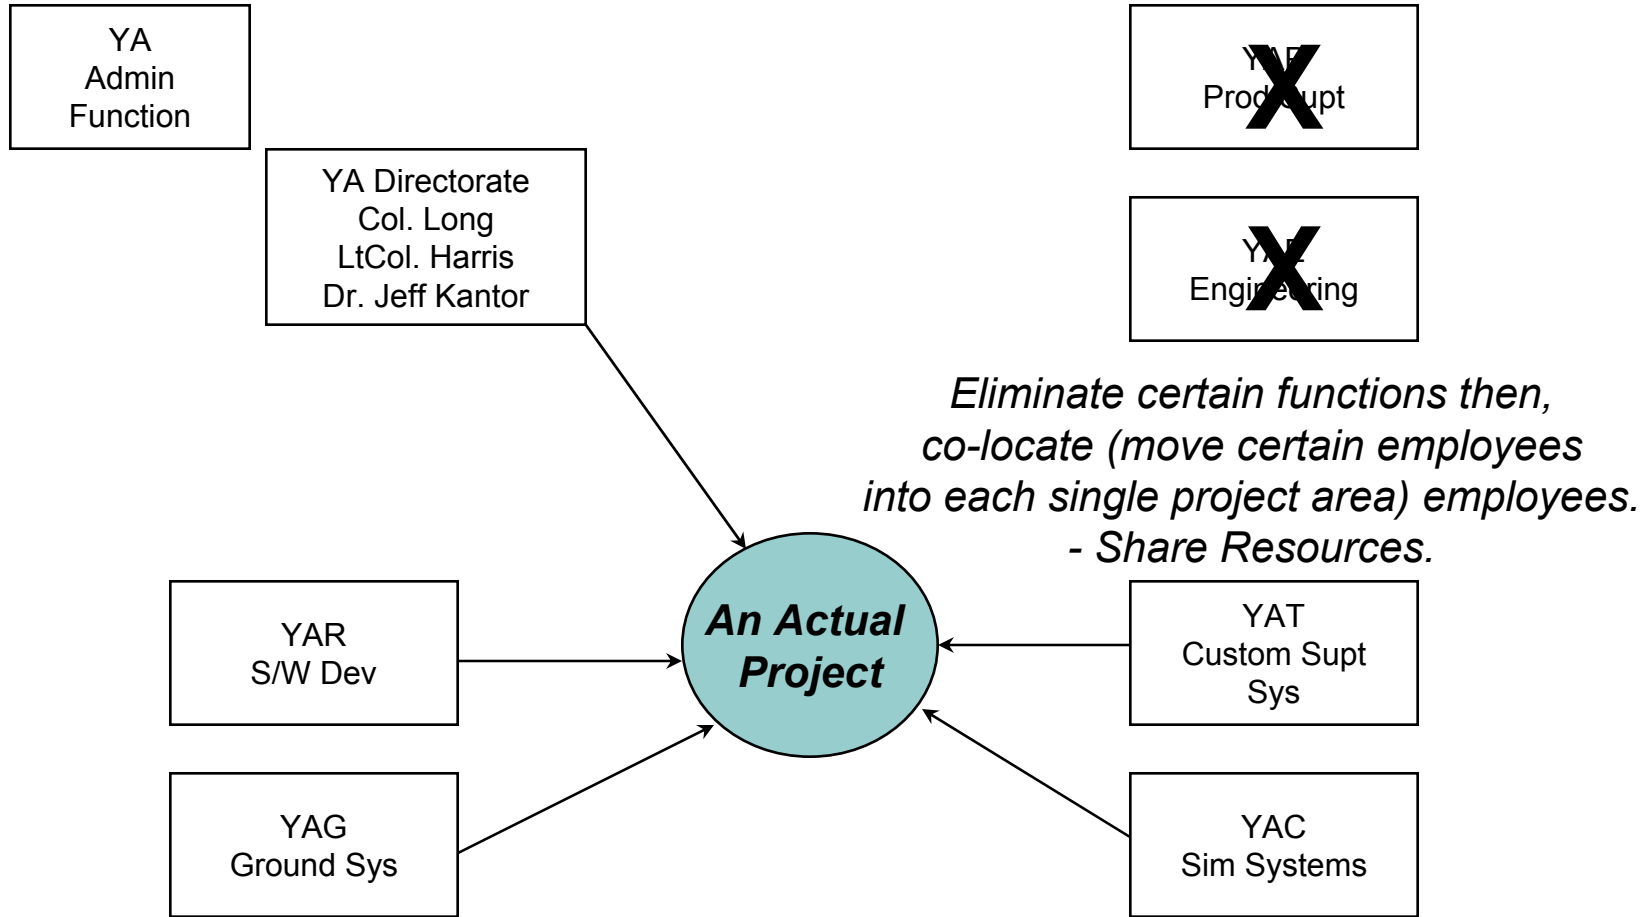 YA
Admin
Function
YA Directorate
Col. Long
LtCol. Harris
Dr. Jeff Kantor
X
X
Engineering
Eliminate certain functions then,
co-locate (move certain employees
into each single project area) employees.
- Share Resources.
An Actual
Project
YAR
S/W Dev
YAG
Ground Sys
YAT
Custom Supt
Sys
YAC
Sim Systems